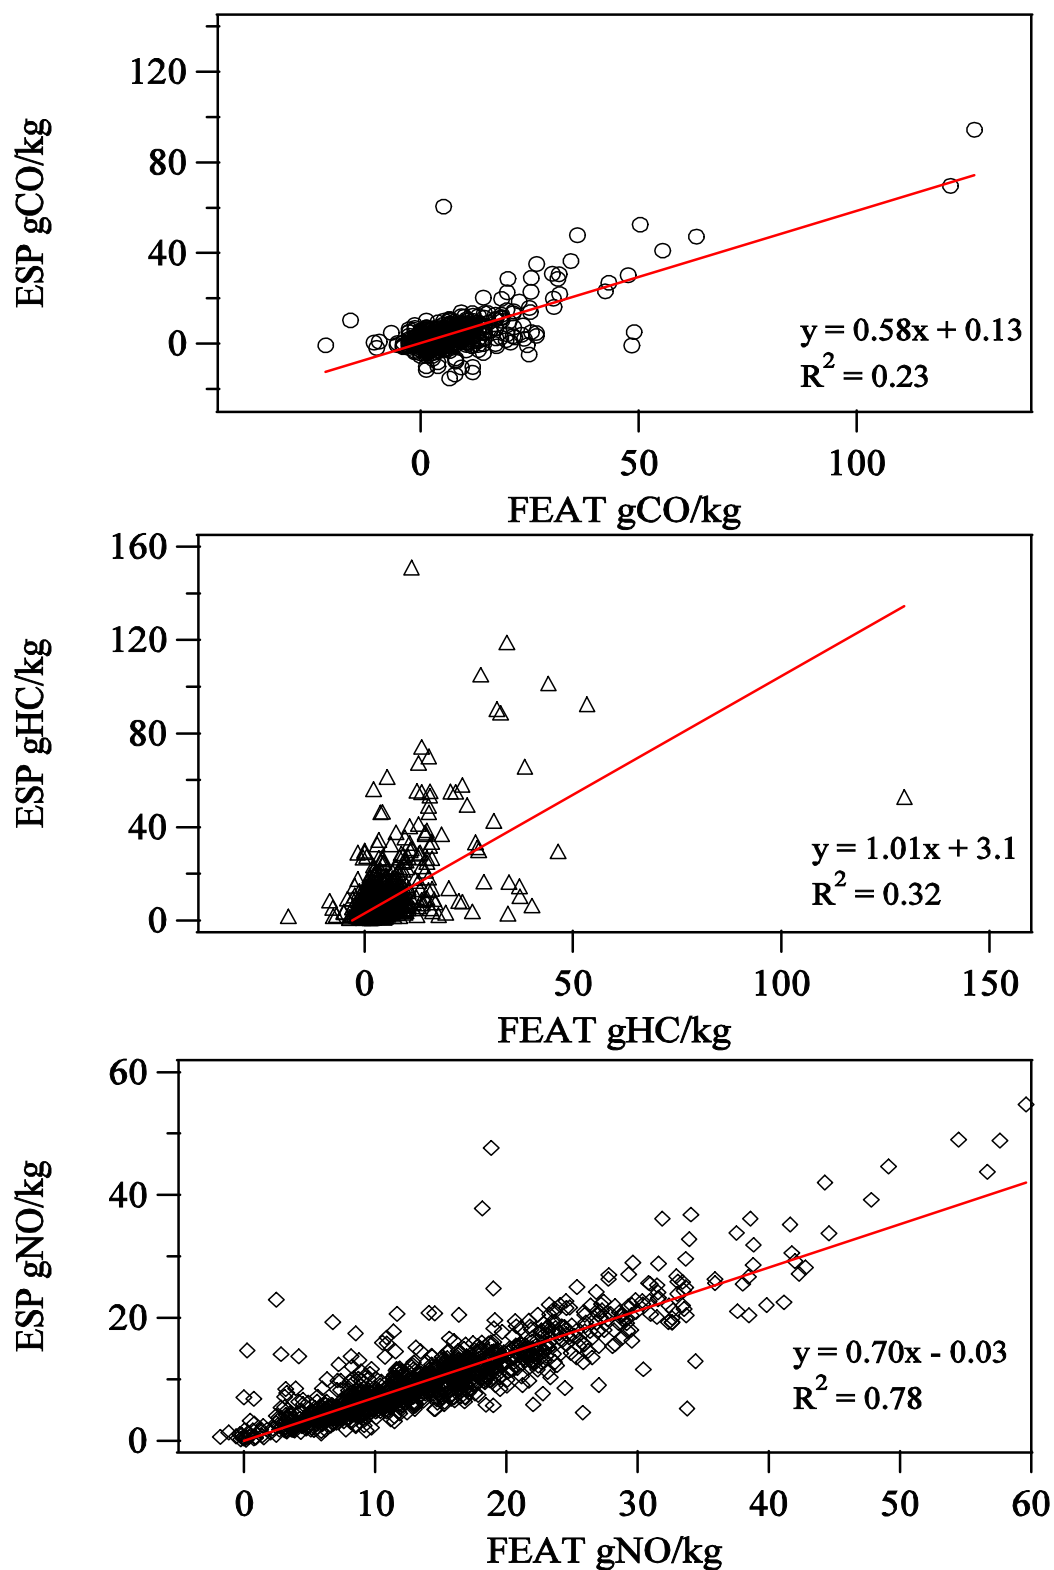 ESP gCO/kg
120
80
40
0
y = 0.58x + 0.13
R² = 0.23
0 50 100
FEAT gCO/kg
ESP gHC/kg
160
120
80
40
0
y = 1.01x + 3.1
R² = 0.32
0 50 100 150
FEAT gHC/kg
ESP gNO/kg
60
40
20
0
y = 0.70x - 0.03
R² = 0.78
0 10 20 30 40 50 60
FEAT gNO/kg